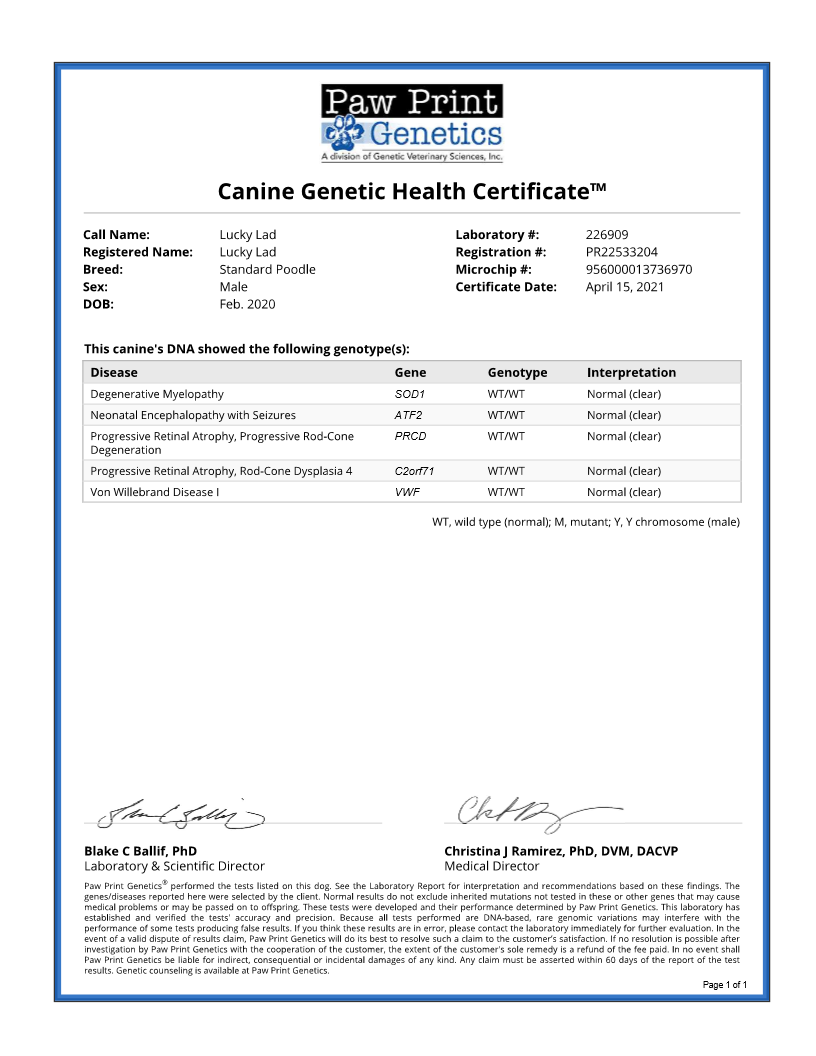 Paw Print
Genetics
A division of Genetic Veterinary Sciences, Inc.
Canine Genetic Health Certificate™
Call Name: Lucky Lad Laboratory #: 226909
Registered Name: Lucky Lad Registration #: PR22533204
Breed: Standard Poodle Microchip #: 956000013736970
Sex: Male Certificate Date: April 15, 2021
DOB: Feb. 2020
This canine's DNA showed the following genotype(s):
Disease Gene Genotype Interpretation
Degenerative Myelopathy SOD1 WT/WT Normal (clear)
Neonatal Encephalopathy with Seizures ATF2 WT/WT Normal (clear)
Progressive Retinal Atrophy, Progressive Rod-Cone PRCD WT/WT Normal (clear)
Degeneration
Progressive Retinal Atrophy, Rod-Cone Dysplasia 4 C2orf71 WT/WT Normal (clear)
Von Willebrand Disease I VWF WT/WT Normal (clear)
WT, wild type (normal); M, mutant; Y, Y chromosome (male)
Blake C Ballif, PhD Christina J Ramirez, PhD, DVM, DACVP
Laboratory & Scientific Director Medical Director
Paw Print Genetics® performed the tests listed on this dog. See the Laboratory Report for interpretation and recommendations based on these findings. The
genes/diseases reported here were selected by the client. Normal results do not exclude inherited mutations not tested in these or other genes that may cause
medical problems or may be passed on to offspring. These tests were developed and their performance determined by Paw Print Genetics. This laboratory has
established and verified the tests' accuracy and precision. Because all tests performed are DNA-based, rare genomic variations may interfere with the
performance of some tests producing false results. If you think these results are in error, please contact the laboratory immediately for further evaluation. In the
event of a valid dispute of results claim, Paw Print Genetics will do its best to resolve such a claim to the customer's satisfaction. If no resolution is possible after
investigation by Paw Print Genetics with the cooperation of the customer, the extent of the customer's sole remedy is a refund of the fee paid. In no event shall
Paw Print Genetics be liable for indirect, consequential or incidental damages of any kind. Any claim must be asserted within 60 days of the report of the test
results. Genetic counseling is available at Paw Print Genetics.
Page 1 of 1